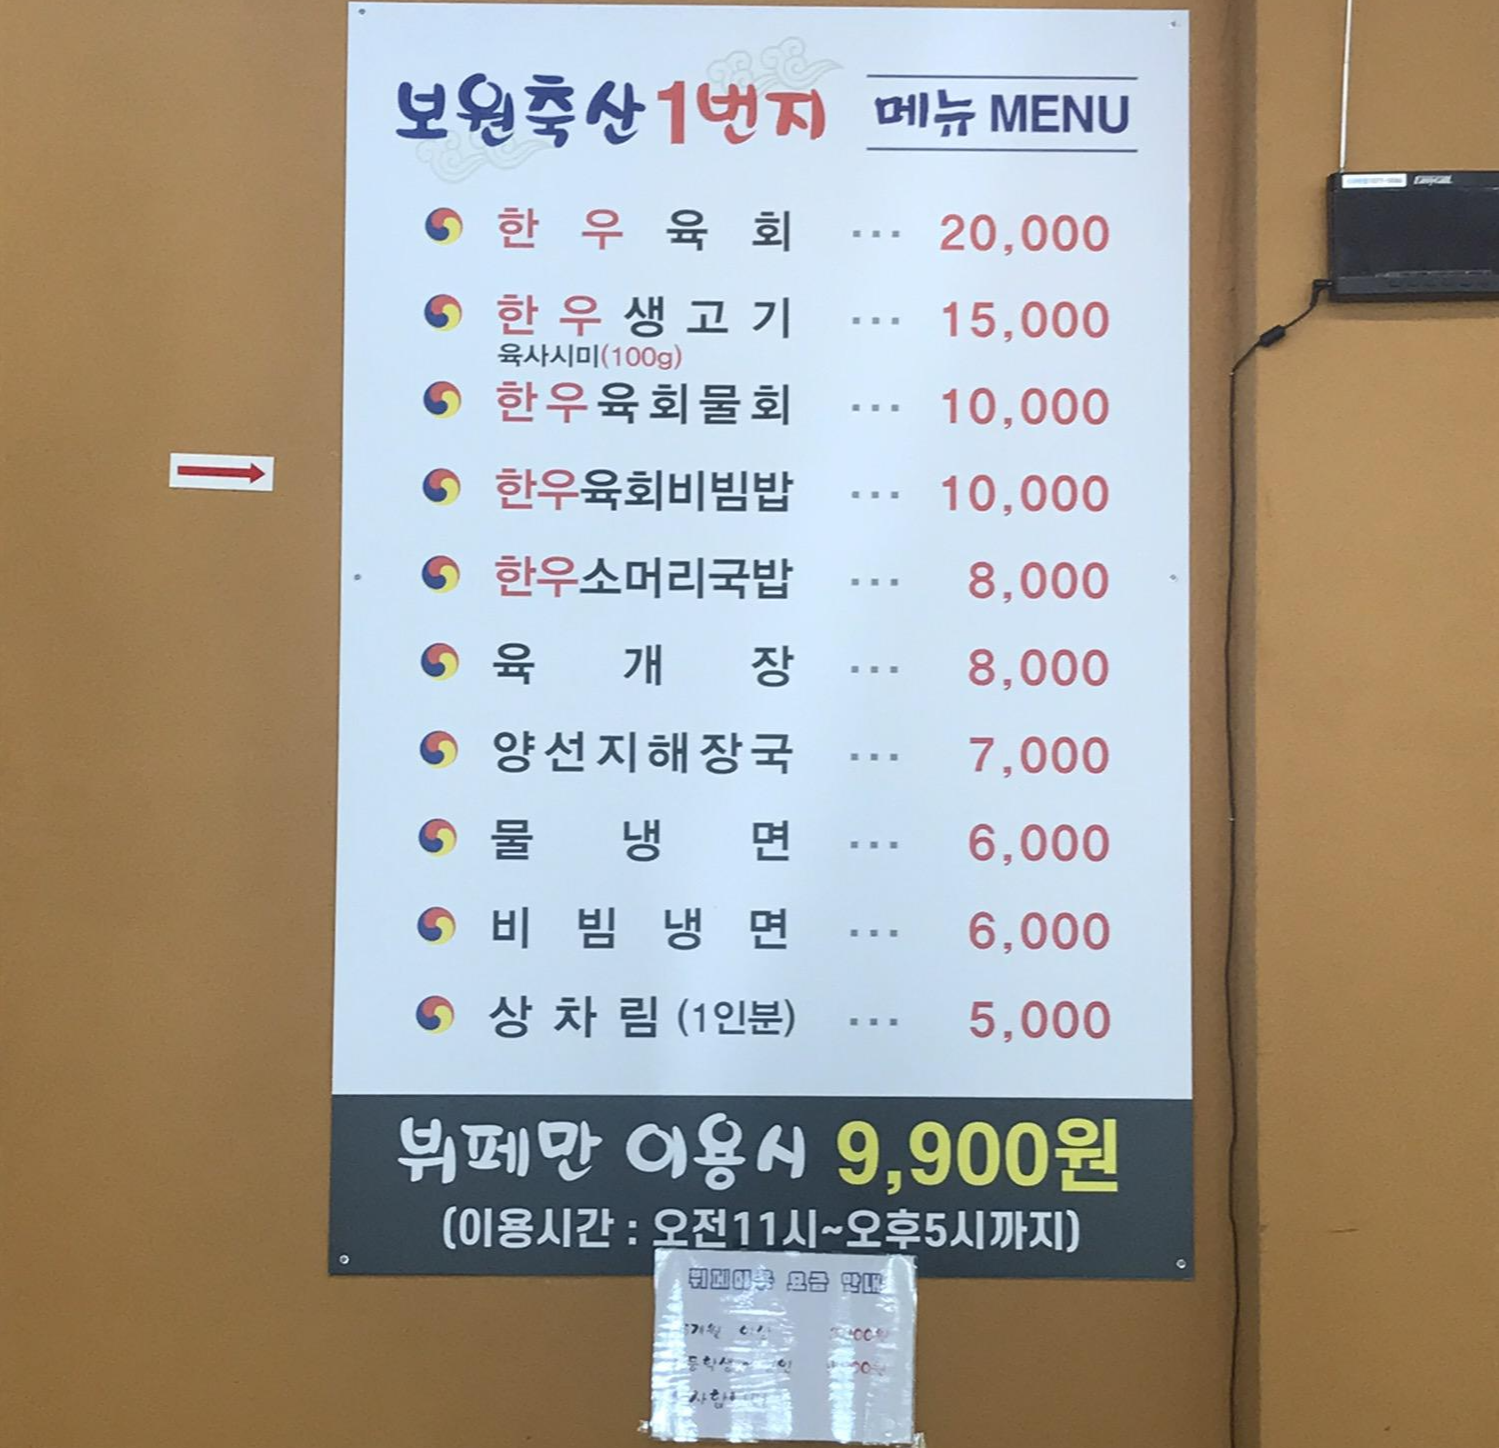 보원축산1번지 메뉴 MENU
한우육회 ... 20,000
한우생고기 ... 15,000
육사시미(100g)
한우육회물회 ... 10,000
한우육회비빔밥 ... 10,000
한우소머리국밥 ... 8,000
육개장 ... 8,000
양선지해장국 ... 7,000
물냉면 ... 6,000
비빔냉면 ... 6,000
상차림 (1인분) ... 5,000
뷔페만 이용시 9,900원
(이용시간 : 오전11시~오후5시까지)
요금 안내